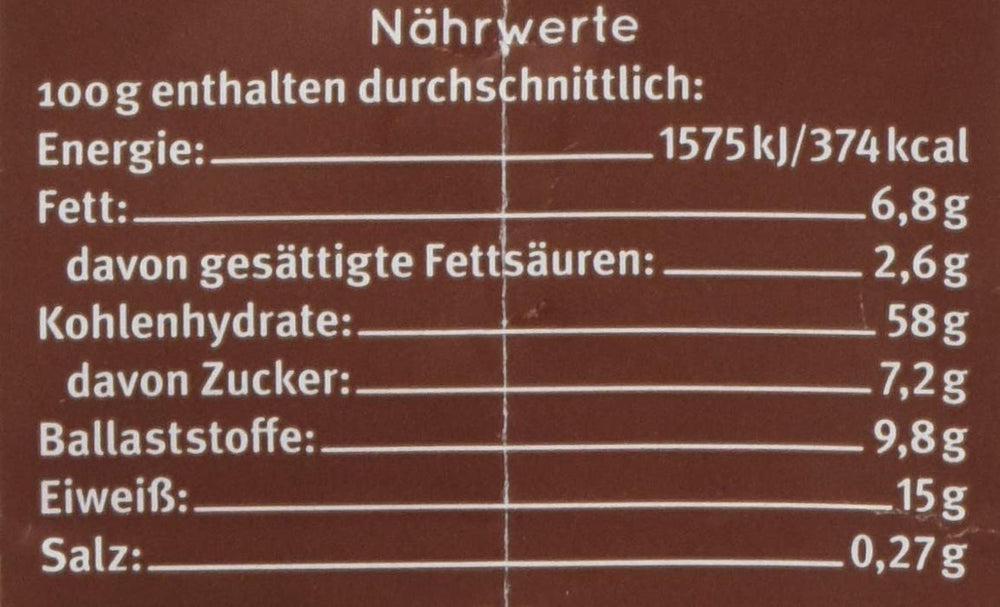 Nährwerte
100g enthalten durchschnittlich:
Energie: 1575kJ/374kcal
Fett: 6,8g
davon gesättigte Fettsäuren: 2,6g
Kohlenhydrate: 58g
davon Zucker: 7,2g
Ballaststoffe: 9,8g
Eiweiß: 15g
Salz: 0,27g